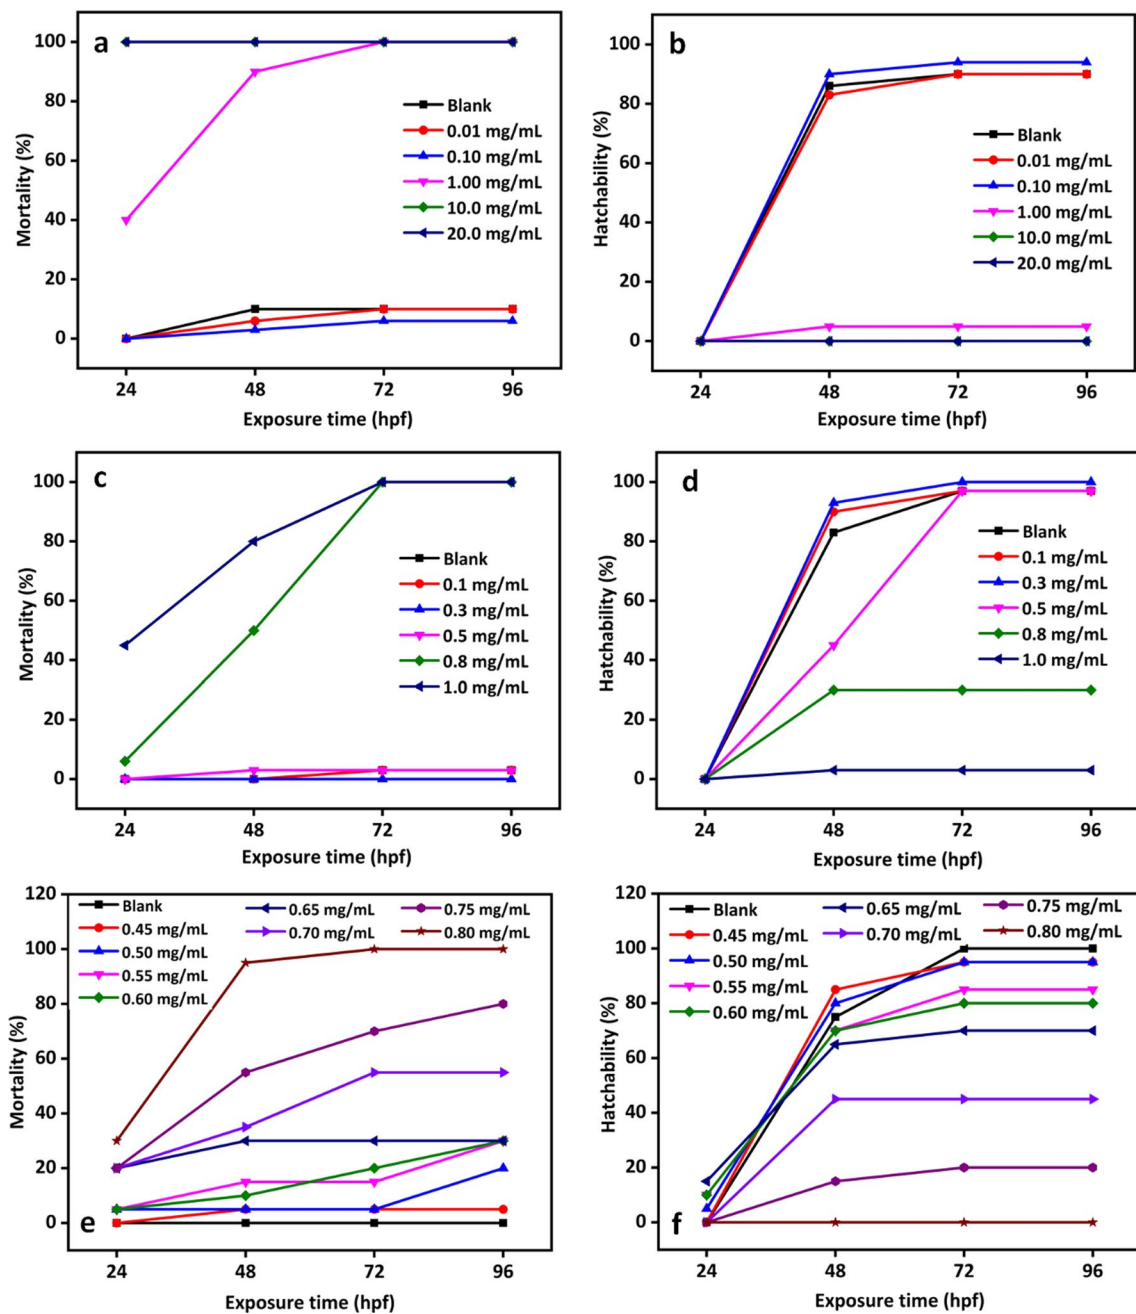 a
100
80
60
40
20
0
Mortality (%)
Blank
0.01 mg/mL
0.10 mg/mL
1.00 mg/mL
10.0 mg/mL
20.0 mg/mL
24 48 72 96
Exposure time (hpf)
b
100
80
60
40
20
0
Hatchability (%)
Blank
0.01 mg/mL
0.10 mg/mL
1.00 mg/mL
10.0 mg/mL
20.0 mg/mL
24 48 72 96
Exposure time (hpf)
c
100
80
60
40
20
0
Mortality (%)
Blank
0.1 mg/mL
0.3 mg/mL
0.5 mg/mL
0.8 mg/mL
1.0 mg/mL
24 48 72 96
Exposure time (hpf)
d
100
80
60
40
20
0
Hatchability (%)
Blank
0.1 mg/mL
0.3 mg/mL
0.5 mg/mL
0.8 mg/mL
1.0 mg/mL
24 48 72 96
Exposure time (hpf)
120
100
80
60
40
20
0
Mortality (%)
Blank
0.45 mg/mL
0.50 mg/mL
0.55 mg/mL
0.60 mg/mL
0.65 mg/mL
0.70 mg/mL
0.75 mg/mL
0.80 mg/mL
e
24 48 72 96
Exposure time (hpf)
120
100
80
60
40
20
0
Hatchability (%)
Blank
0.45 mg/mL
0.50 mg/mL
0.55 mg/mL
0.60 mg/mL
0.65 mg/mL
0.70 mg/mL
0.75 mg/mL
0.80 mg/mL
f
24 48 72 96
Exposure time (hpf)